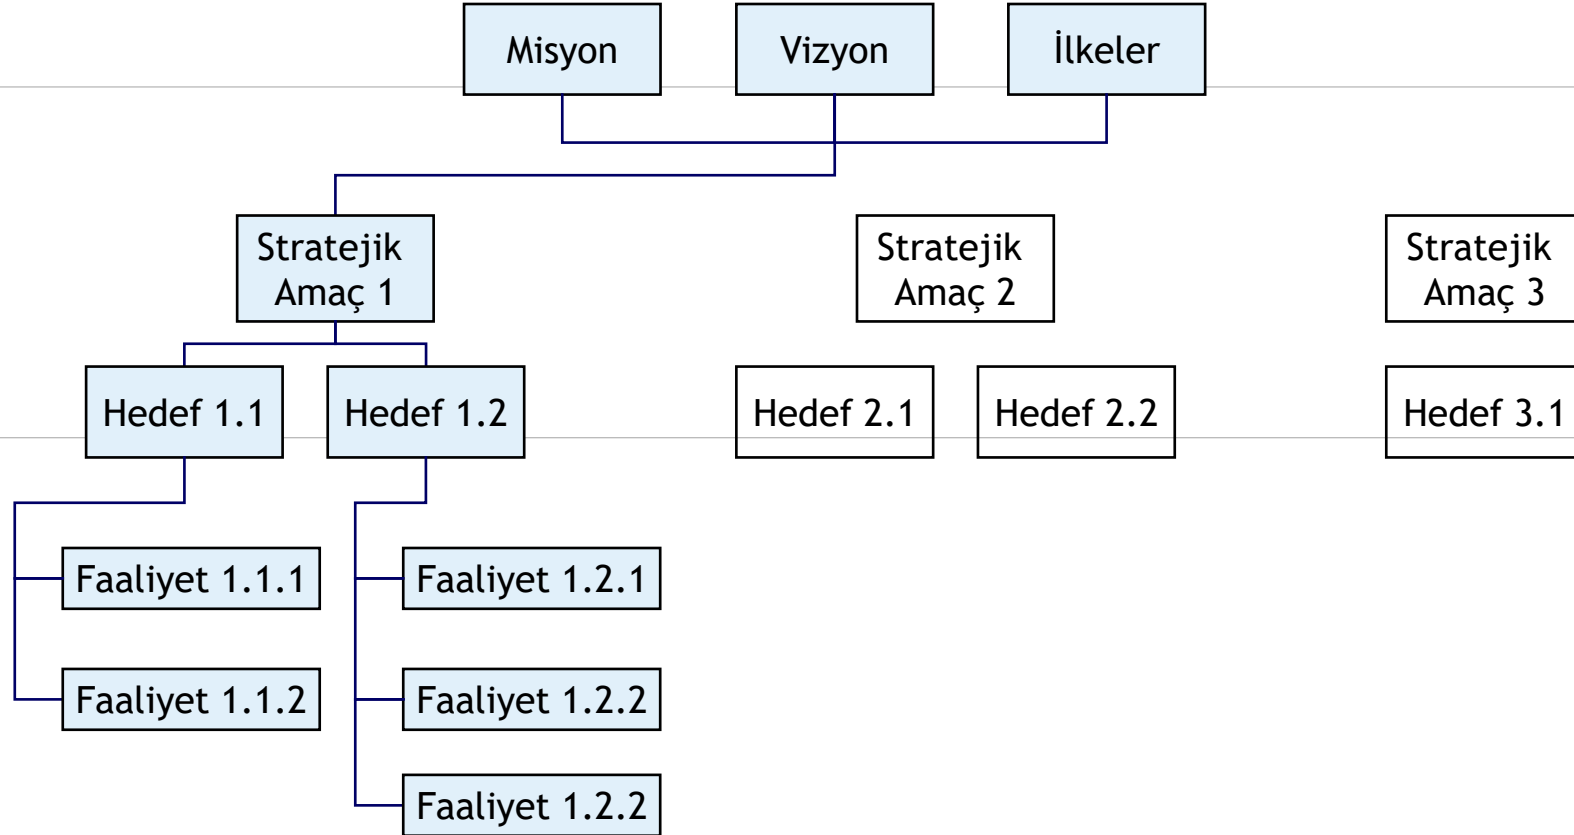 Misyon
Vizyon
İlkeler
Stratejik
Amaç 1
Stratejik
Amaç 2
Stratejik
Amaç 3
Hedef 1.1
Hedef 1.2
Hedef 2.1
Hedef 2.2
Hedef 3.1
Faaliyet 1.1.1
Faaliyet 1.2.1
Faaliyet 1.1.2
Faaliyet 1.2.2
Faaliyet 1.2.2